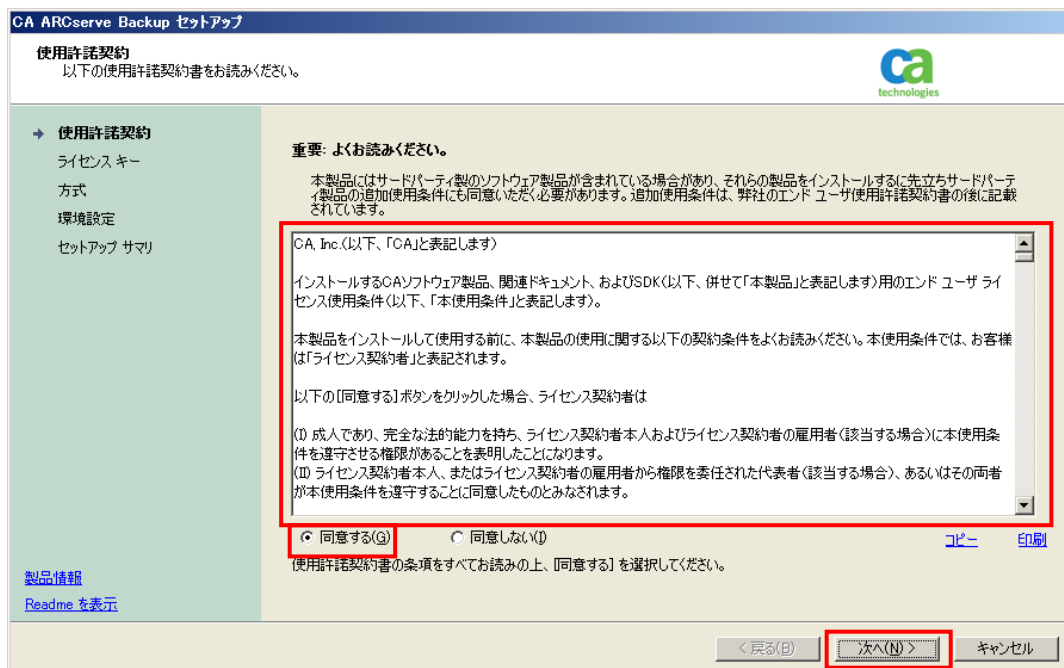 CA ARCserve Backup セットアップ
使用許諾契約
以下の使用許諾契約書をお読みください。
ca
technologies
使用許諾契約
ライセンス キー
方式
環境設定
セットアップ サマリ
重要: よくお読みください。
本製品にはサードパーティ製のソフトウェア製品が含まれている場合があり、それらの製品をインストールするに先立ちサードパーテ
ィ製品の追加使用条件にも同意いただく必要があります。追加使用条件は、弊社のエンド ユーザ使用許諾契約書の後に記載
されています。
CA, Inc.(以下、「CA」と表記します)
インストールするCAソフトウェア製品、関連ドキュメント、およびSDK(以下、併せて「本製品」と表記します)用のエンド ユーザ ライ
センス使用条件(以下、「本使用条件」と表記します)。
本製品をインストールして使用する前に、本製品の使用に関する以下の契約条件をよくお読みください。本使用条件では、お客様
は「ライセンス契約者」と表記されます。
以下の[同意する]ボタンをクリックした場合、ライセンス契約者は
(I) 成人であり、完全な法的能力を持ち、ライセンス契約者本人およびライセンス契約者の雇用者(該当する場合)に本使用条
件を遵守させる権限があることを表明したことになります。
(II) ライセンス契約者本人、またはライセンス契約者の雇用者から権限を委任された代表者(該当する場合)、あるいはその両者
が本使用条件を遵守することに同意したものとみなされます。
同意する(G) 同意しない(I) コピー 印刷
使用許諾契約書の条項をすべてお読みの上、[同意する] を選択してください。
製品情報
Readme を表示
< 戻る(B) 次へ(N) > キャンセル